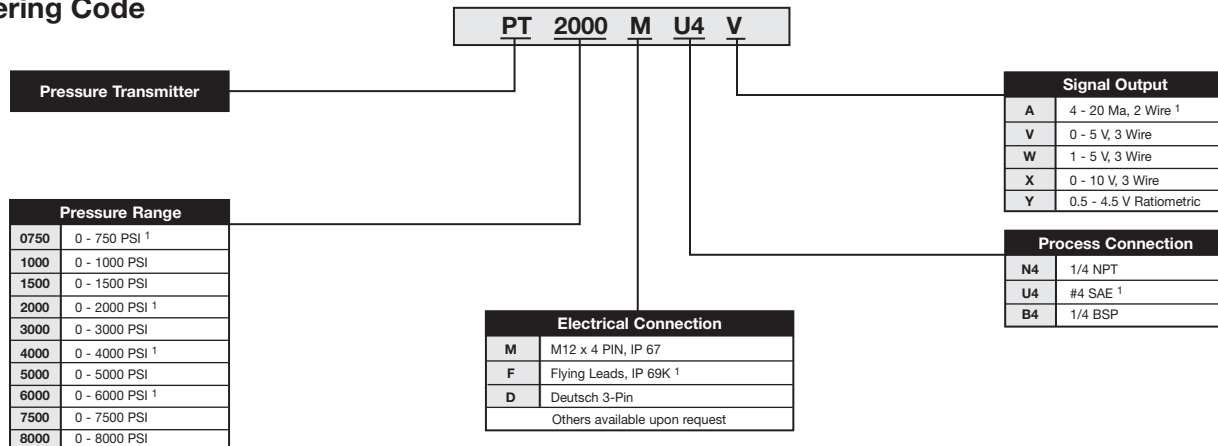 ering Code
PT 2000 M U4 V
Pressure Transmitter
Pressure Range
0750 0 - 750 PSI 1
1000 0 - 1000 PSI
1500 0 - 1500 PSI
2000 0 - 2000 PSI 1
3000 0 - 3000 PSI
4000 0 - 4000 PSI 1
5000 0 - 5000 PSI
6000 0 - 6000 PSI 1
7500 0 - 7500 PSI
8000 0 - 8000 PSI
Electrical Connection
M M12 x 4 PIN, IP 67
F Flying Leads, IP 69K 1
D Deutsch 3-Pin
Others available upon request
Signal Output
A 4 - 20 Ma, 2 Wire 1
V 0 - 5 V, 3 Wire
W 1 - 5 V, 3 Wire
X 0 - 10 V, 3 Wire
Y 0.5 - 4.5 V Ratiometric
Process Connection
N4 1/4 NPT
U4 #4 SAE 1
B4 1/4 BSP